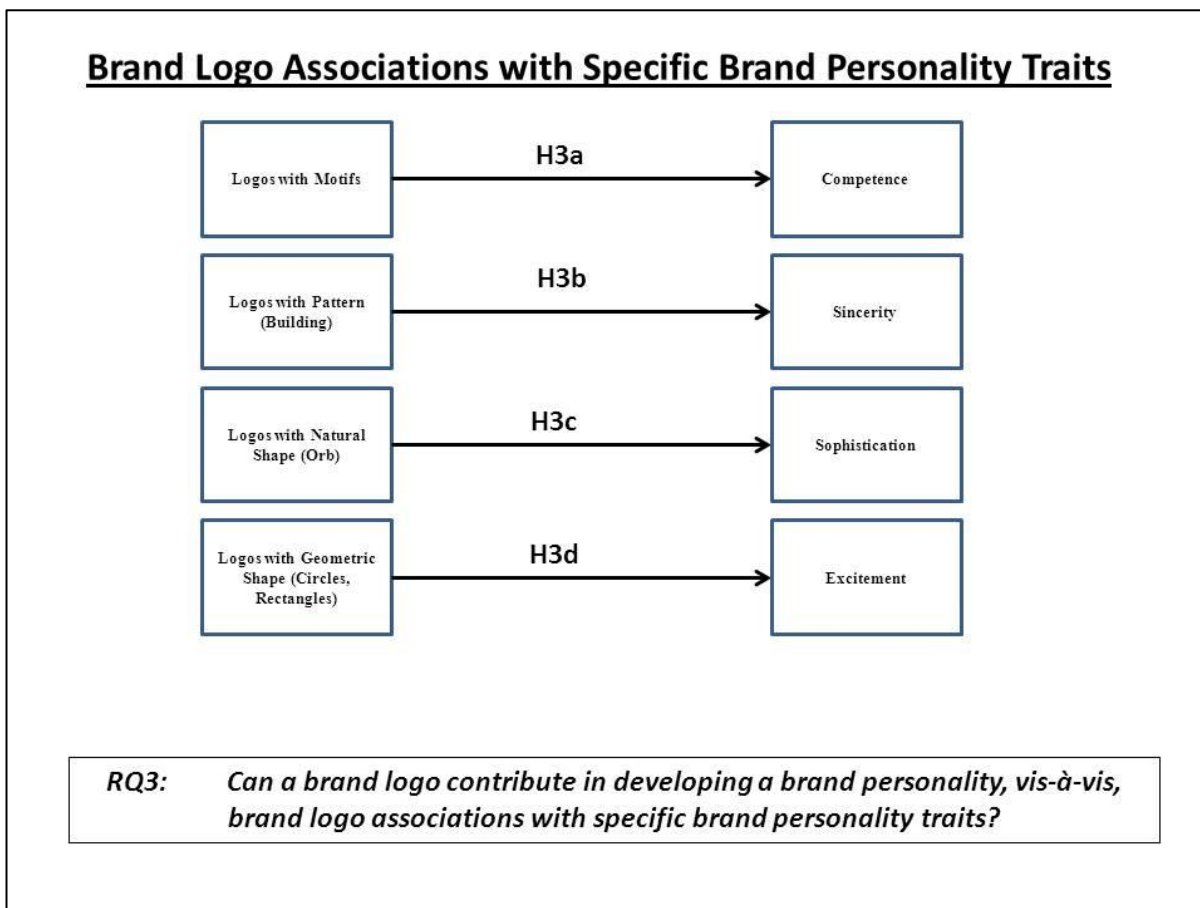 Brand Logo Associations with Specific Brand Personality Traits
Logos with Motifs
H3a
Competence
Logos with Pattern
(Building)
H3b
Sincerity
Logos with Natural
Shape (Orb)
H3c
Sophistication
Logos with Geometric
Shape (Circles,
Rectangles)
H3d
Excitement
RQ3: Can a brand logo contribute in developing a brand personality, vis-à-vis,
brand logo associations with specific brand personality traits?